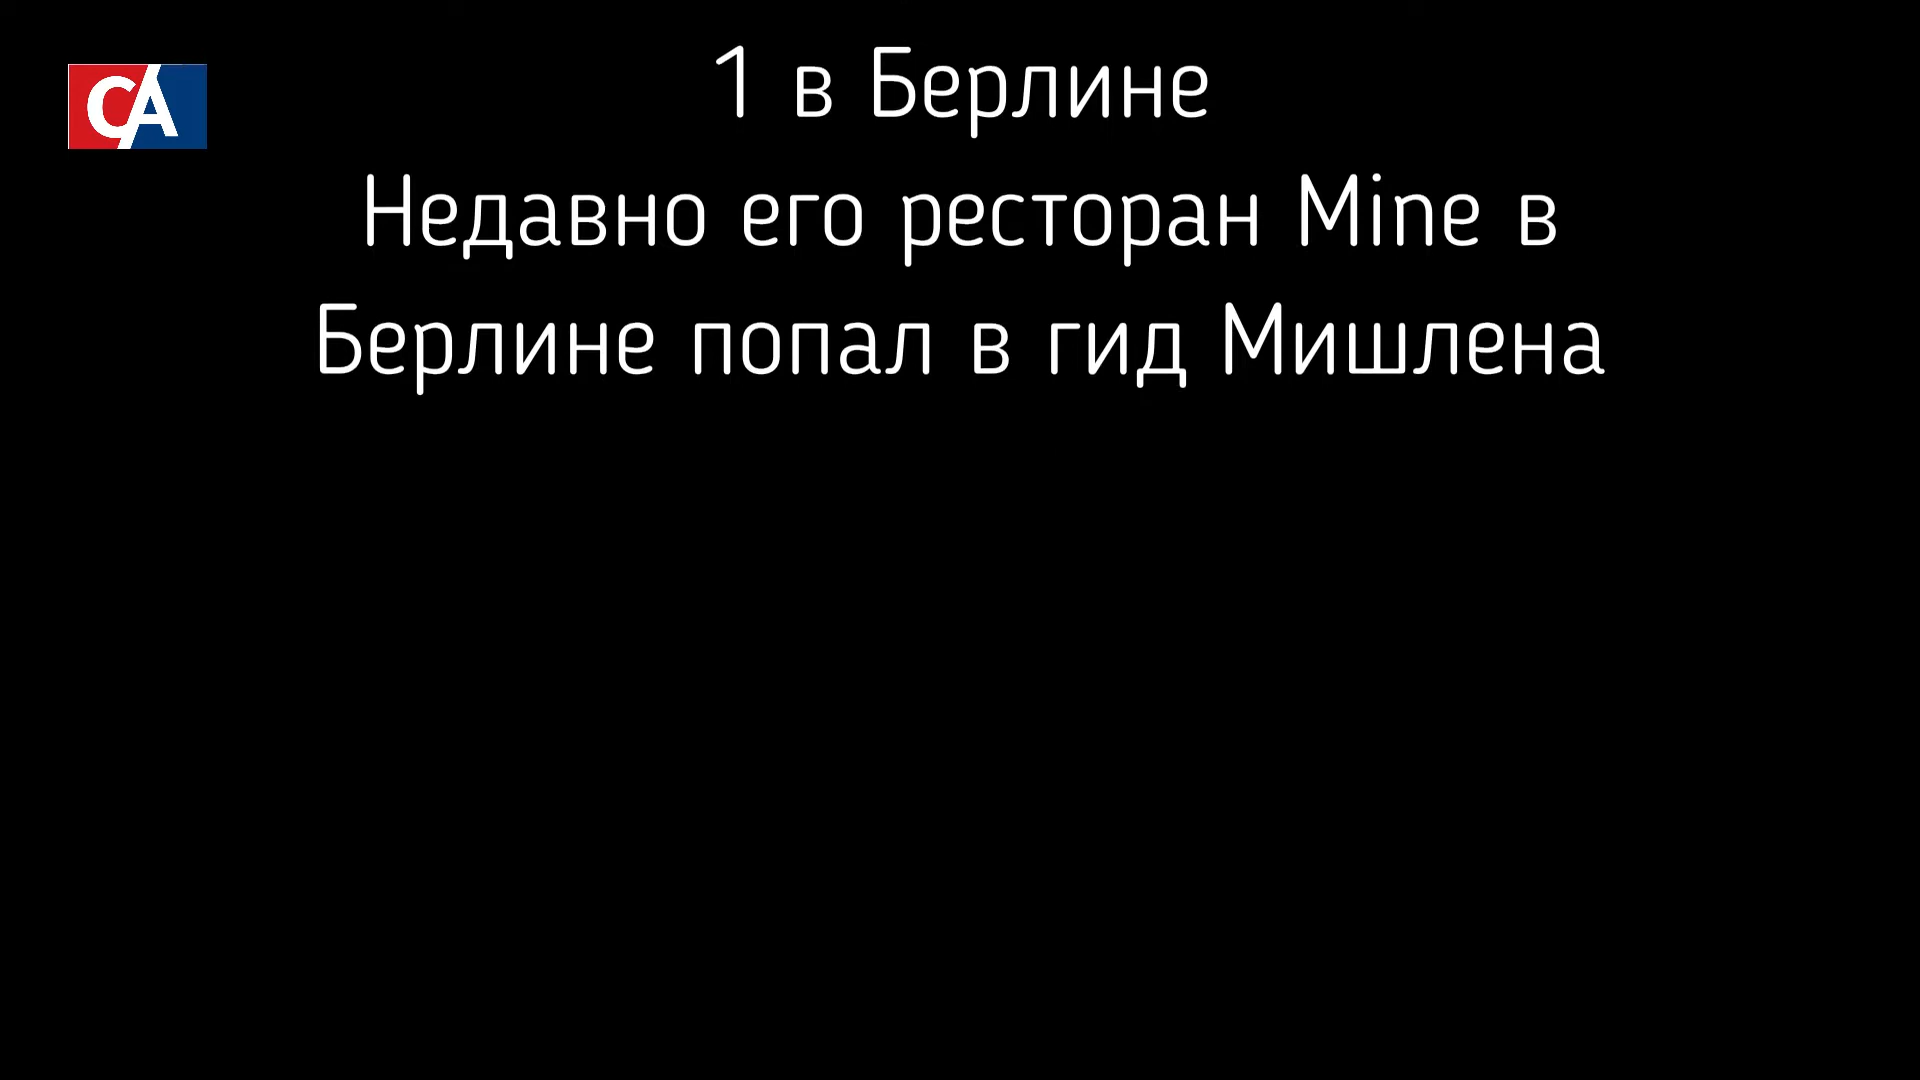 СА
1 в Берлине
Недавно его ресторан Mine в
Берлине попал в гид Мишлена